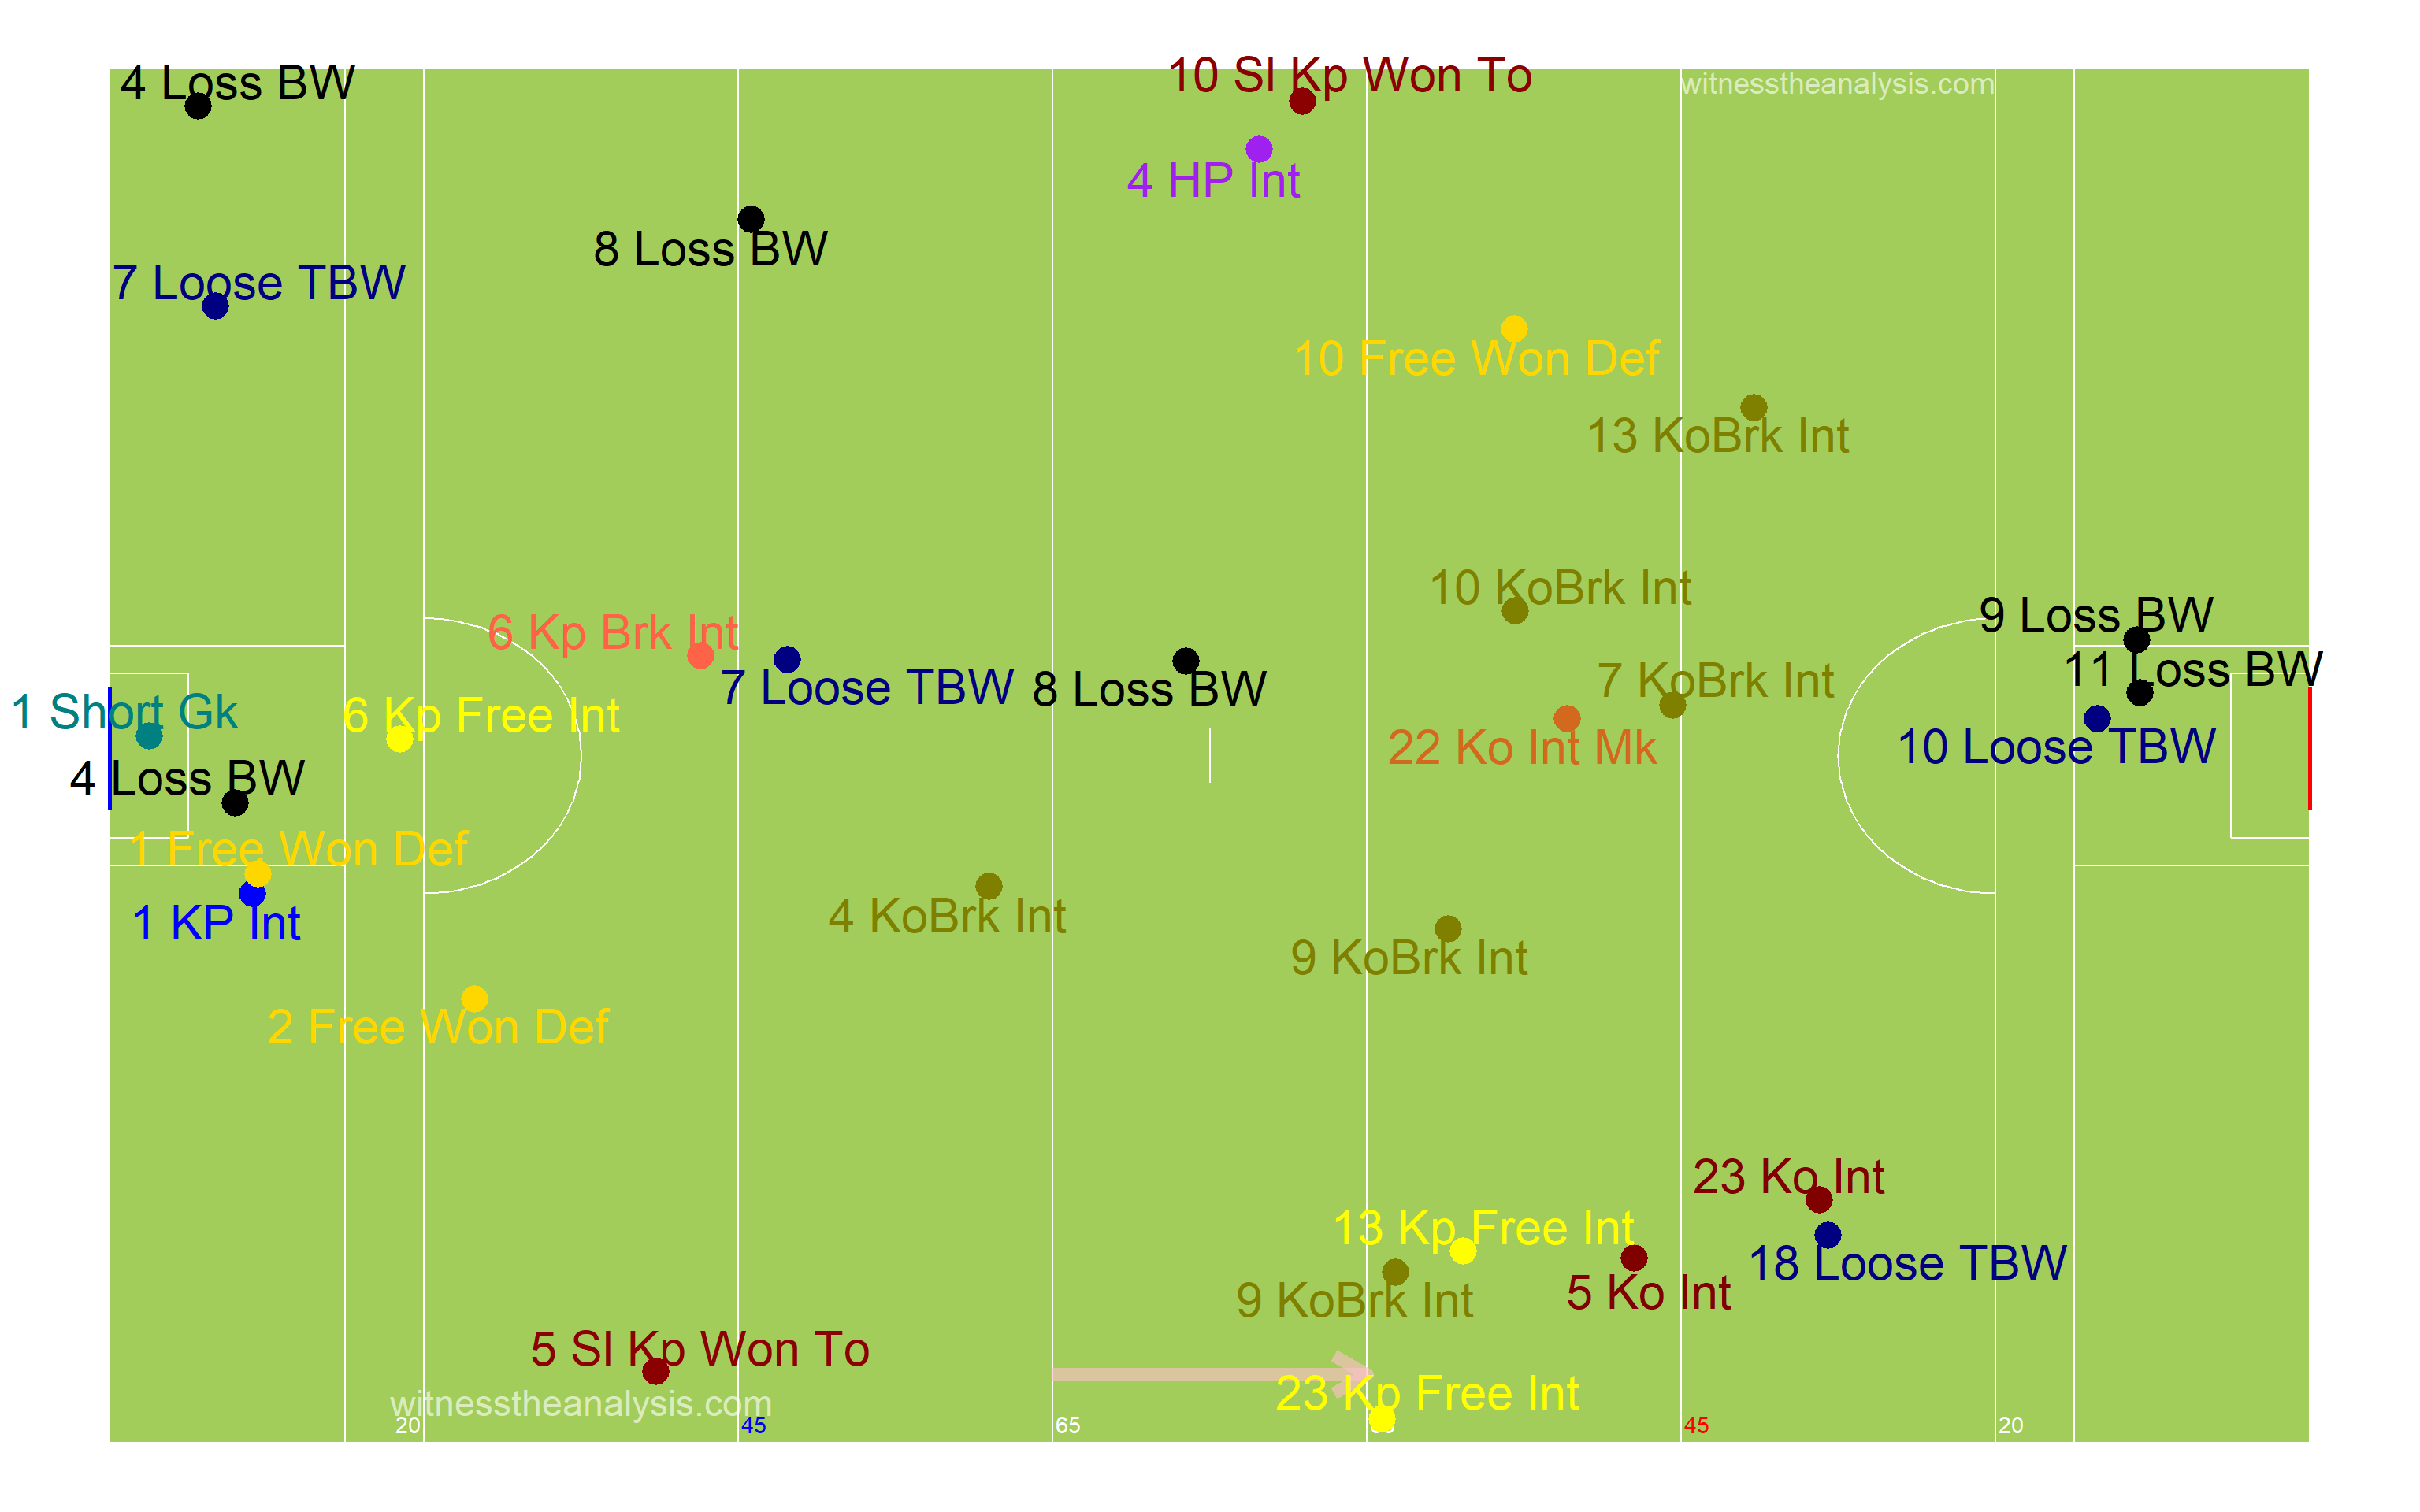 10 Sl Kp Won To
4 Loss BW
witnesstheanalysis.com
4 HP Int
8 Loss BW
7 Loose TBW
10 Free Won Def
13 KoBrk Int
10 KoBrk Int
9 Loss BW
6 Kp Brk Int
11 Loss BW
7 KoBrk Int
7 Loose TBW
8 Loss BW
1 Short Gk
6 Kp Free Int
22 Ko Int Mk
10 Loose TBW
4 Loss BW
1 Free Won Def
4 KoBrk Int
1 KP Int
9 KoBrk Int
2 Free Won Def
23 Ko Int
13 Kp Free Int
18 Loose TBW
5 Ko Int
9 KoBrk Int
5 Sl Kp Won To
23 Kp Free Int
witnesstheanalysis.com
20
45
65
45
20